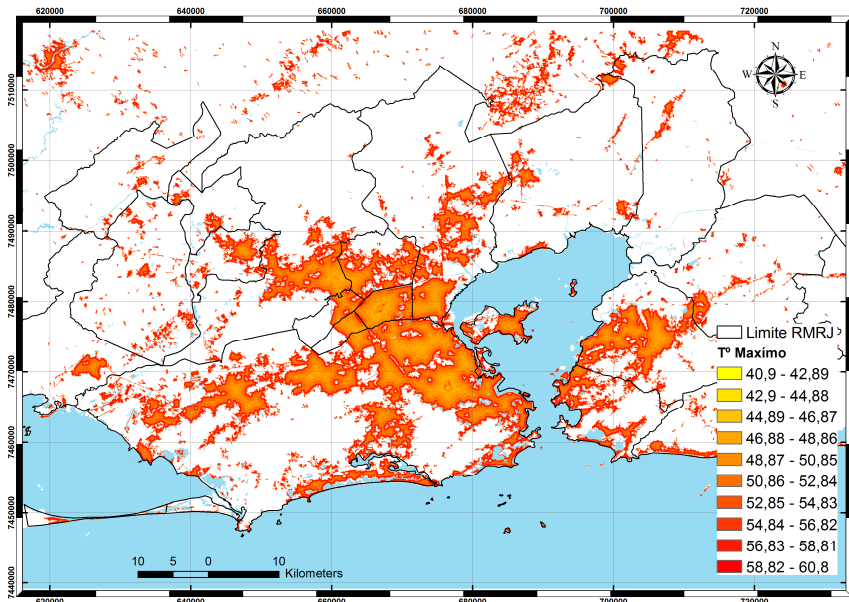 620000 640000 660000 680000 700000 720000
N
W E
S
7510000
7500000
7490000
7480000
7470000
7460000
7450000
7440000
Limite RMRJ
Tº Maxímo
40,9 - 42,89
42,9 - 44,88
44,89 - 46,87
46,88 - 48,86
48,87 - 50,85
50,86 - 52,84
52,85 - 54,83
54,84 - 56,82
56,83 - 58,81
58,82 - 60,8
10 5 0 10
Kilometers
620000 640000 660000 680000 700000 720000